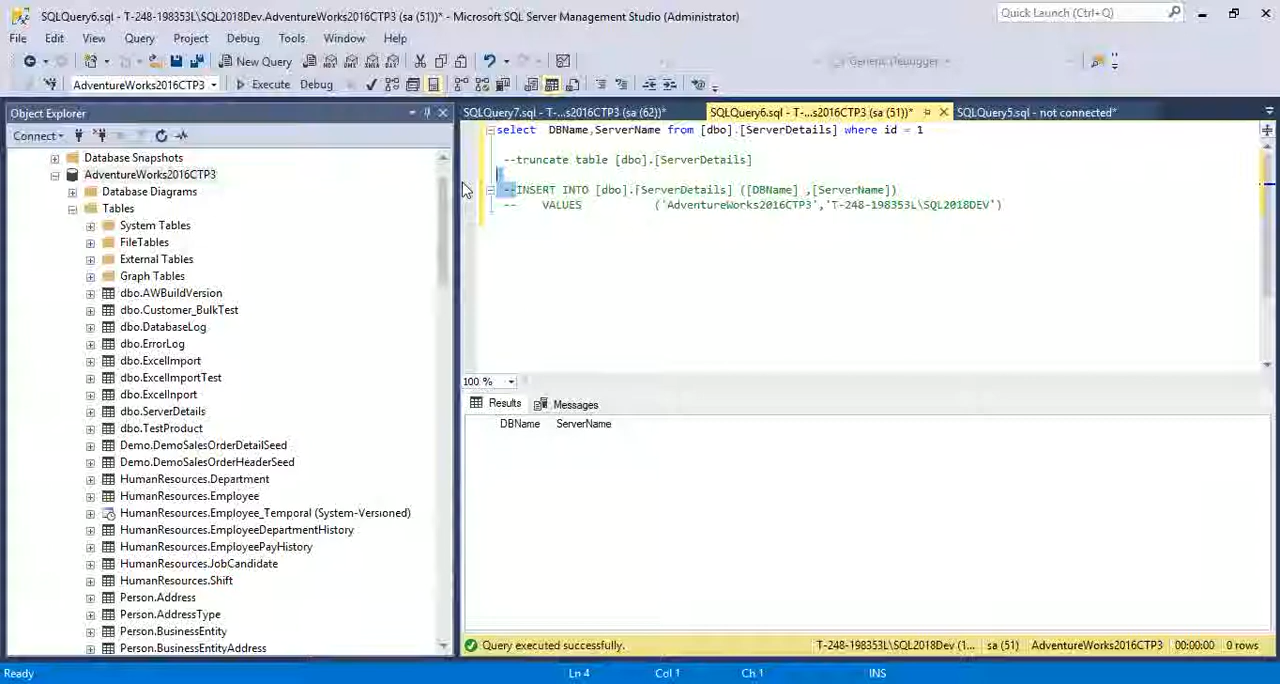 SQLQuery6.sql - T-248-198353L\SQL2018Dev.AdventureWorks2016CTP3 (sa (51))* - Microsoft SQL Server Management Studio (Administrator)
Quick Launch (Ctrl+Q)
File Edit View Query Project Debug Tools Window Help
New Query
Generic Debugger
AdventureWorks2016CTP3 Execute Debug
Object Explorer
Connect
Database Snapshots
AdventureWorks2016CTP3
Database Diagrams
Tables
System Tables
FileTables
External Tables
Graph Tables
dbo.AWBuildVersion
dbo.Customer_BulkTest
dbo.DatabaseLog
dbo.ErrorLog
dbo.ExcelImport
dbo.ExcelImportTest
dbo.ExcelInport
dbo.ServerDetails
dbo.TestProduct
Demo.DemoSalesOrderDetailSeed
Demo.DemoSalesOrderHeaderSeed
HumanResources.Department
HumanResources.Employee
HumanResources.Employee_Temporal (System-Versioned)
HumanResources.EmployeeDepartmentHistory
HumanResources.EmployeePayHistory
HumanResources.JobCandidate
HumanResources.Shift
Person.Address
Person.AddressType
Person.BusinessEntity
Person.BusinessEntityAddress
SQLQuery7.sql - T-...s2016CTP3 (sa (62))* SQLQuery6.sql - T-...s2016CTP3 (sa (51))* SQLQuery5.sql - not connected*
select DBName,ServerName from [dbo].[ServerDetails] where id = 1
--truncate table [dbo].[ServerDetails]
--INSERT INTO [dbo].[ServerDetails] ([DBName] ,[ServerName])
-- VALUES ('AdventureWorks2016CTP3','T-248-198353L\SQL2018DEV')
100 %
Results Messages
DBName ServerName
Query executed successfully. T-248-198353L\SQL2018Dev (1... sa (51) AdventureWorks2016CTP3 00:00:00 0 rows
Ready Ln 4 Col 1 Ch 1 INS